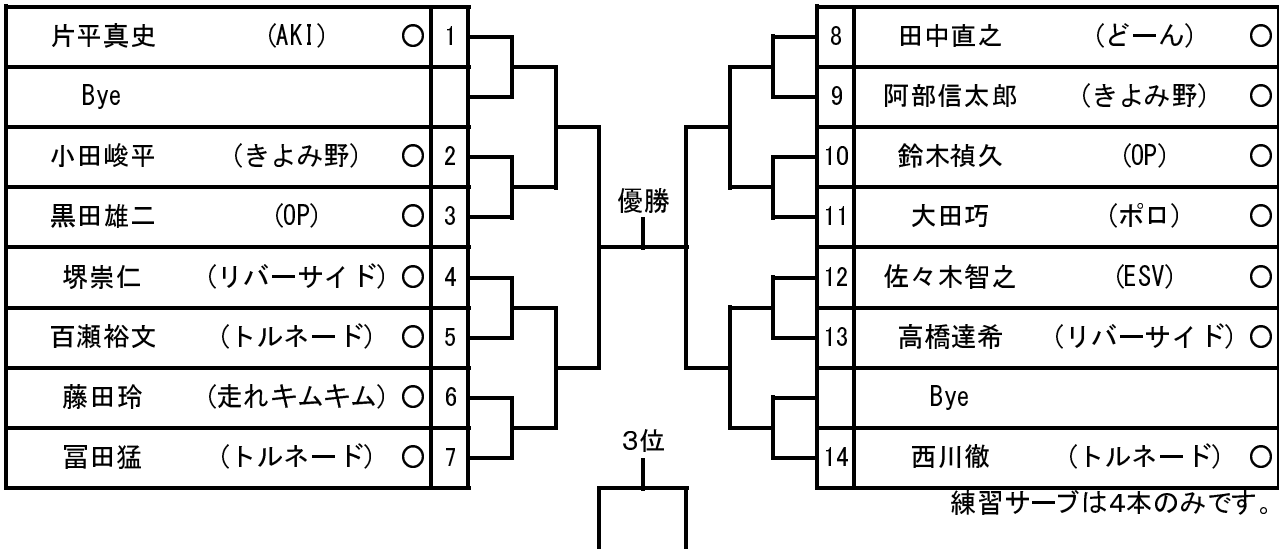 片平真史 (AKI) ○ 1
Bye
小田峻平 (きよみ野) ○ 2
黒田雄二 (OP) ○ 3
堺崇仁 (リバーサイド) ○ 4
百瀬裕文 (トルネード) ○ 5
藤田玲 (走れキムキム) ○ 6
冨田猛 (トルネード) ○ 7
優勝
3位
8 田中直之 (どーん) ○
9 阿部信太郎 (きよみ野) ○
10 鈴木禎久 (OP) ○
11 大田巧 (ポロ) ○
12 佐々木智之 (ESV) ○
13 高橋達希 (リバーサイド) ○
Bye
14 西川徹 (トルネード) ○
練習サーブは4本のみです。